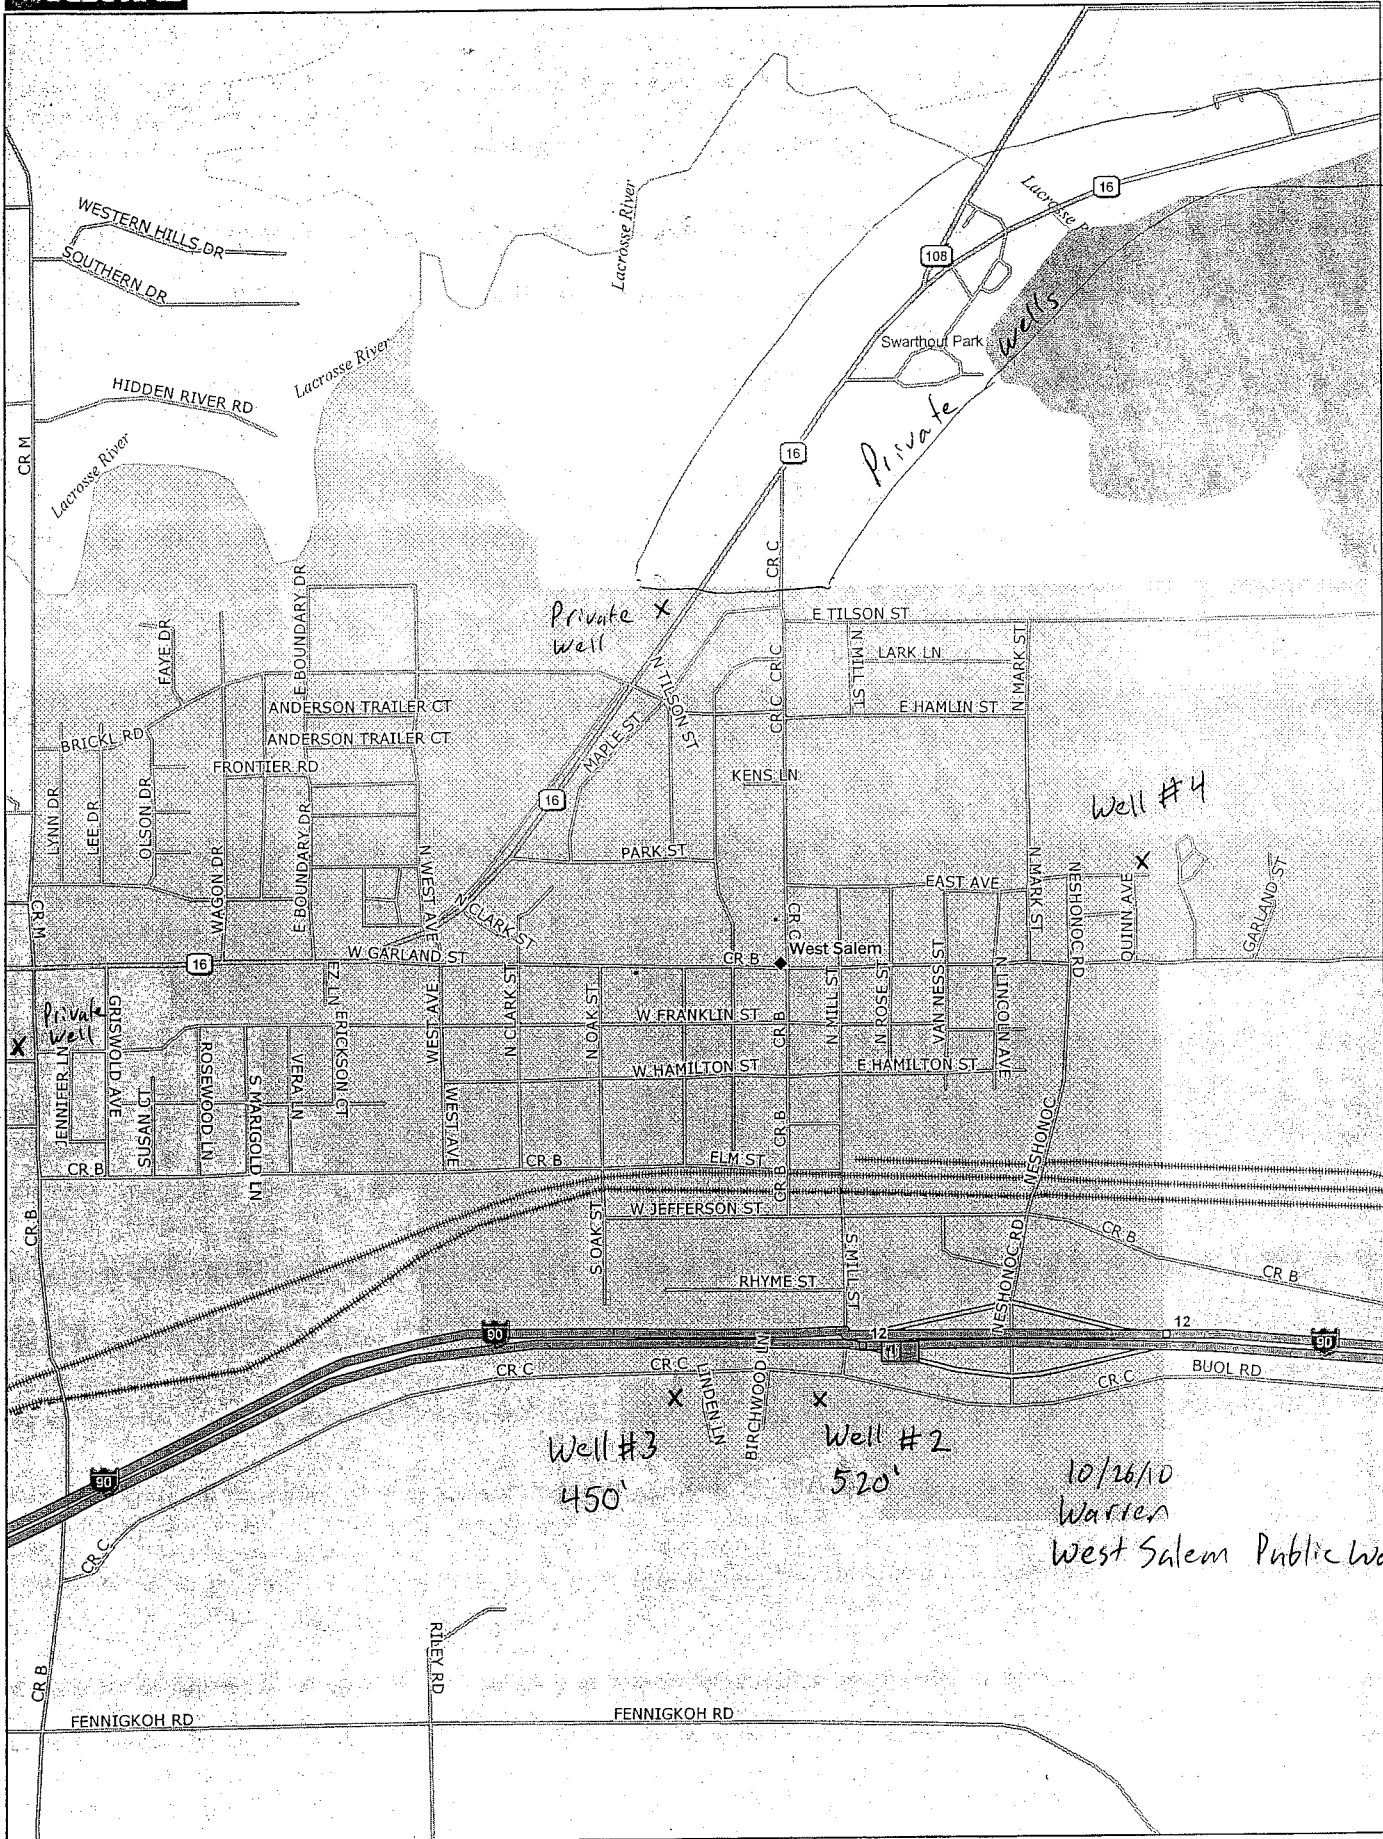 Lacrosse River
16
WESTERN HILLS DR
SOUTHERN DR
108
Swarthout Park
Private Wells
Lacrosse River
Lacrosse River
HIDDEN RIVER RD
CR M
Lacrosse River
16
CR C
Private
Well
X
E TILSON ST
FAYE DR
E BOUNDARY DR
N TILSON ST
CR C
CR C
N MILL ST
LARK LN
N MARK ST
ANDERSON TRAILER CT
E HAMLIN ST
BRICKL RD
ANDERSON TRAILER CT
MAPLE ST
FRONTIER RD
KENS LN
16
Well #4
X
LYNN DR
LEE DR
OLSON DR
WAGON DR
E BOUNDARY DR
N WEST AVE
PARK ST
EAST AVE
N MARK ST
NESHONOC RD
QUINN AVE
GARLAND ST
CR M
N CLARK ST
CR C
W GARLAND ST
CR B
West Salem
16
Private
Well
X
JENNIFER LN
GRISWOLD AVE
SUSAN CT
ROSEWOOD LN
S MARIGOLD LN
VERA LN
EZ LN
ERICKSON CT
WEST AVE
WEST AVE
N CLARK ST
N OAK ST
W FRANKLIN ST
CR B
N MILL ST
N ROSE ST
VAN NESS ST
N LINCOLN AVE
W HAMILTON ST
E HAMILTON ST
CR B
CR B
CR B
ELM ST
CR B
NESHONOC
CR B
W JEFFERSON ST
S OAK ST
S MILL ST
NESHONOC RD
CR B
CR B
RHYME ST
90
12
12
90
CR C
CR C
LINDEN LN
BIRCHWOOD LN
CR C
BUOL RD
X
X
Well #3
450'
Well #2
520'
90
CR C
10/26/10
Warren
West Salem Public
RILEY RD
CR B
FENNIGKOH RD
FENNIGKOH RD